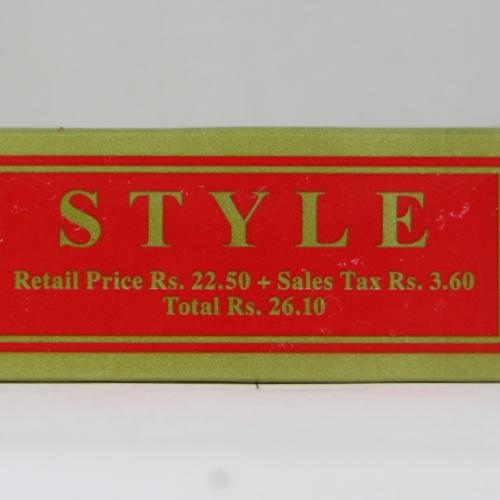 STYLE
Retail Price Rs. 22.50 + Sales Tax Rs. 3.60
Total Rs. 26.10